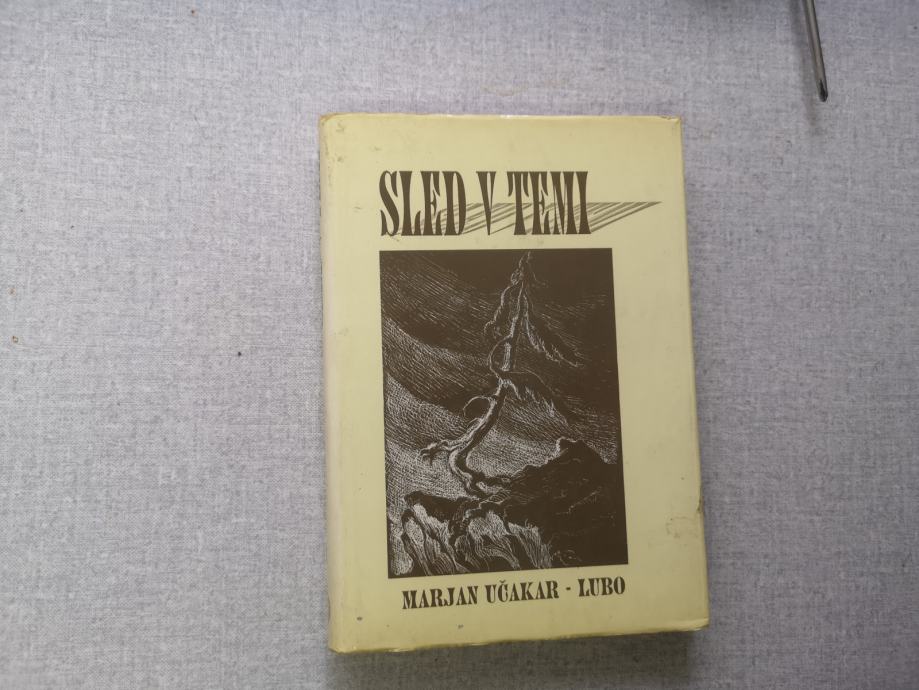 SLED V TEMI
MARJAN UČAKAR - LUBO